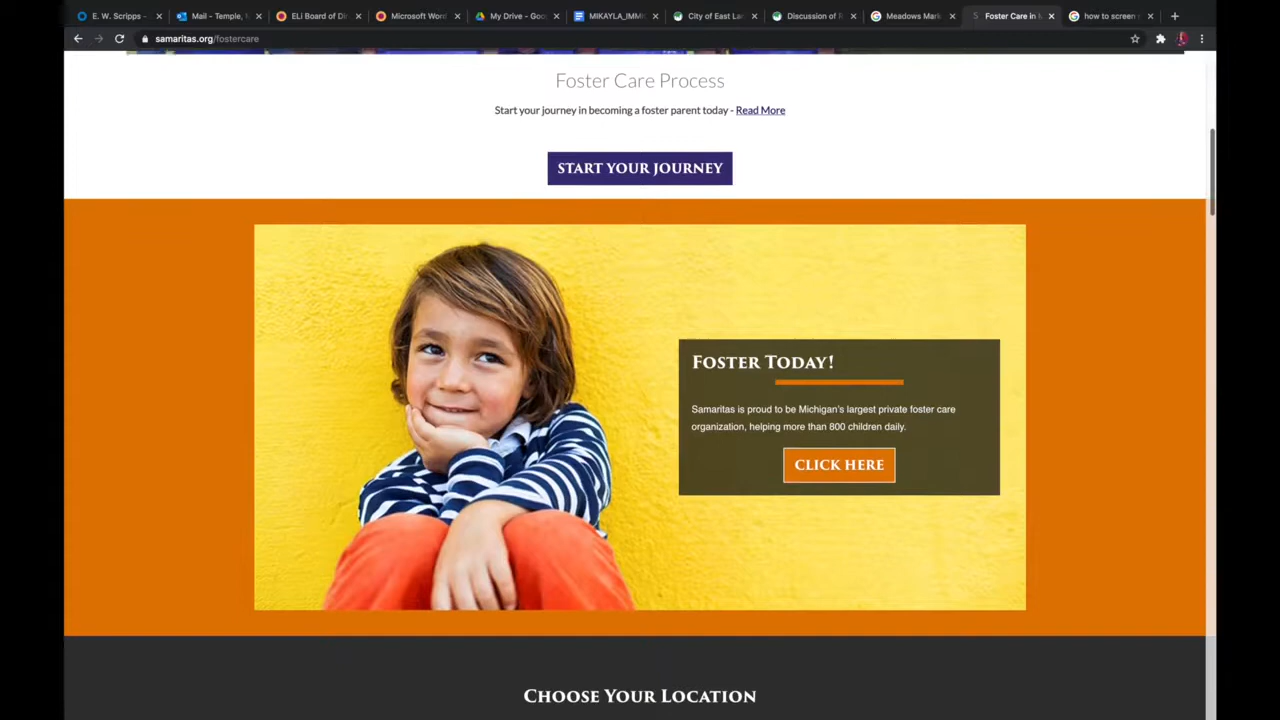 E. W. Scripps -
Mail – Temple,
ELi Board of Di
Microsoft Word
My Drive - Goo
MIKAYLA_IMM
City of East Lan
Discussion of
Meadows Mark
Foster Care in
how to screen
samaritas.org/fostercare
Foster Care Process
Start your journey in becoming a foster parent today - Read More
START YOUR JOURNEY
FOSTER TODAY!
Samaritas is proud to be Michigan's largest private foster care
organization, helping more than 800 children daily.
CLICK HERE
CHOOSE YOUR LOCATION